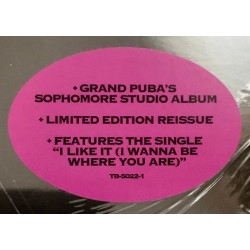 • GRAND PUBA'S
SOPHOMORE STUDIO ALBUM
• LIMITED EDITION REISSUE
• FEATURES THE SINGLE
"I LIKE IT (I WANNA BE
WHERE YOU ARE)"
TB-5022-1